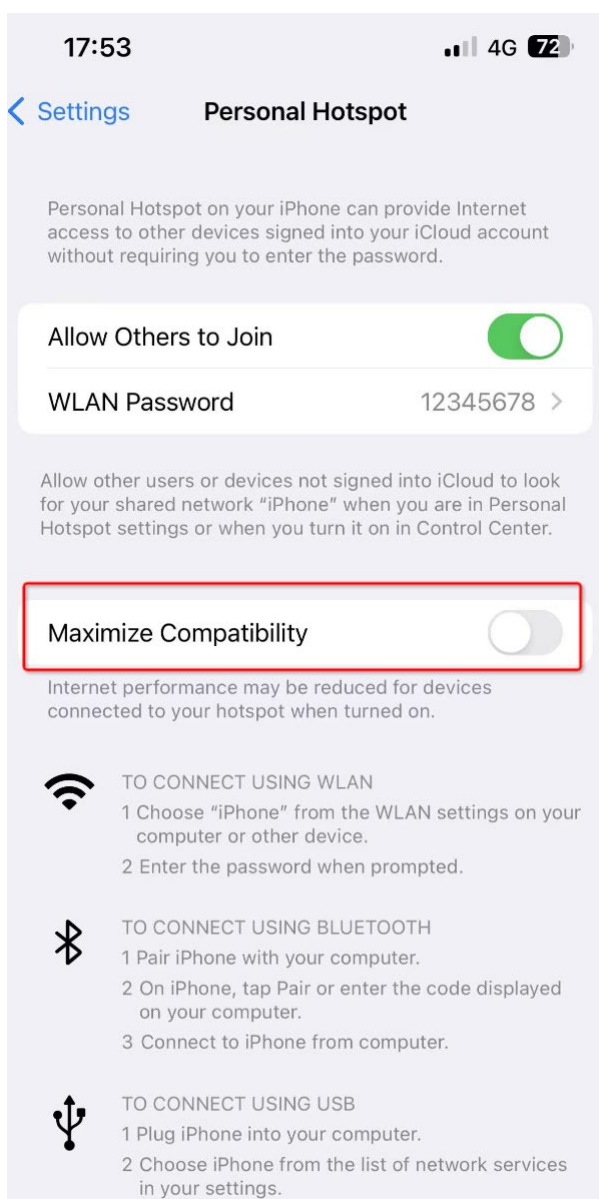 17:53
4G 72
Settings
Personal Hotspot
Personal Hotspot on your iPhone can provide Internet
access to other devices signed into your iCloud account
without requiring you to enter the password.
Allow Others to Join
WLAN Password 12345678
Allow other users or devices not signed into iCloud to look
for your shared network “iPhone” when you are in Personal
Hotspot settings or when you turn it on in Control Center.
Maximize Compatibility
Internet performance may be reduced for devices
connected to your hotspot when turned on.
TO CONNECT USING WLAN
1 Choose “iPhone” from the WLAN settings on your
computer or other device.
2 Enter the password when prompted.
TO CONNECT USING BLUETOOTH
1 Pair iPhone with your computer.
2 On iPhone, tap Pair or enter the code displayed
on your computer.
3 Connect to iPhone from computer.
TO CONNECT USING USB
1 Plug iPhone into your computer.
2 Choose iPhone from the list of network services
in your settings.